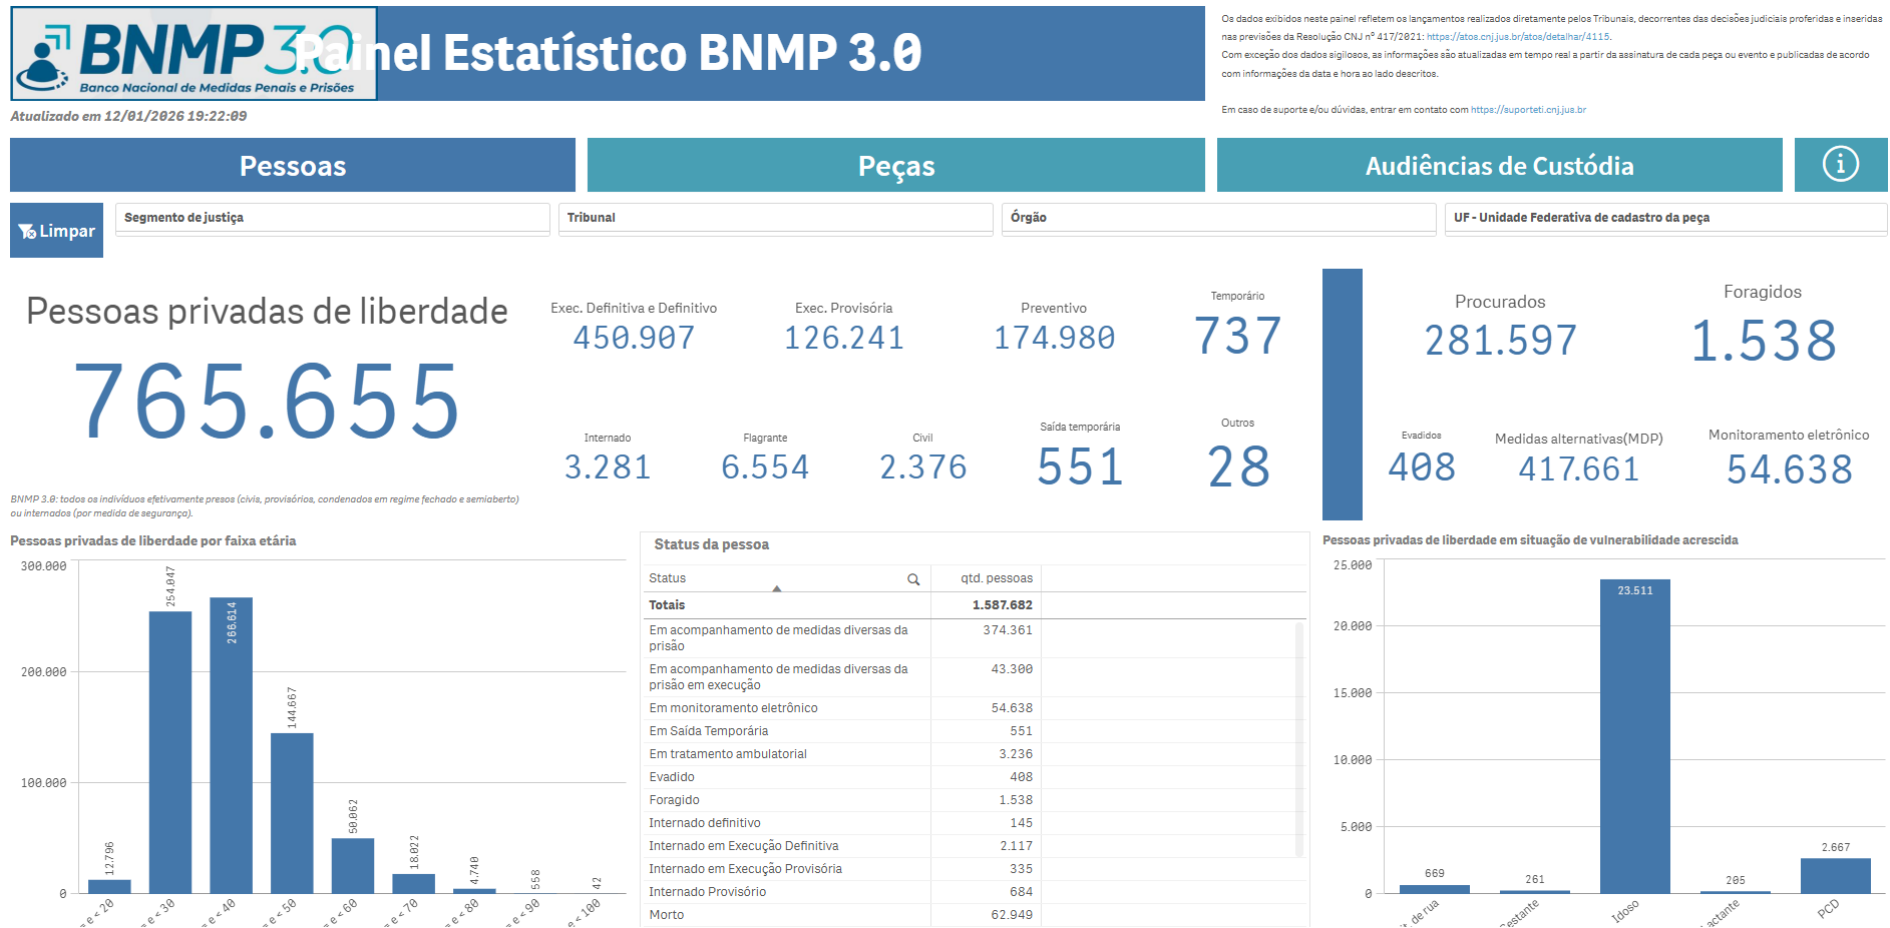 BNMP 3.0
Banco Nacional de Medidas Penais e Prisões
Painel Estatístico BNMP 3.0
Atualizado em 12/01/2026 19:22:09
Os dados exibidos neste painel refletem os lançamentos realizados diretamente pelos Tribunais, decorrentes das decisões judiciais proferidas e inseridas
nas previsões da Resolução CNJ nº 417/2021: https://atos.cnj.jus.br/atos/detalhar/4115.
Com exceção dos dados sigilosos, as informações são atualizadas em tempo real a partir da assinatura de cada peça ou evento e publicadas de acordo
com informações da data e hora ao lado descritos.
Em caso de suporte e/ou dúvidas, entrar em contato com https://suporteti.cnj.jus.br
Pessoas
Peças
Audiências de Custódia
i
Limpar
Segmento de justiça
Tribunal
Órgão
UF - Unidade Federativa de cadastro da peça
Pessoas privadas de liberdade
765.655
BNMP 3.0: todos os indivíduos efetivamente presos (civis, provisórios, condenados em regime fechado e semiaberto)
ou internados (por medida de segurança).
Exec. Definitiva e Definitivo
450.907
Exec. Provisória
126.241
Preventivo
174.980
Temporário
737
Internado
3.281
Flagrante
6.554
Civil
2.376
Saída temporária
551
Outros
28
Procurados
281.597
Foragidos
1.538
Evadidos
408
Medidas alternativas(MDP)
417.661
Monitoramento eletrônico
54.638
Pessoas privadas de liberdade por faixa etária
300.000
200.000
100.000
0
12.796
254.047
266.614
144.667
50.062
18.022
4.740
558
42
e < 20
e < 30
e < 40
e < 50
e < 60
e < 70
e < 80
e < 90
e < 100
Status da pessoa
Status qtd. pessoas
Totais 1.587.682
Em acompanhamento de medidas diversas da 374.361
prisão
Em acompanhamento de medidas diversas da 43.300
prisão em execução
Em monitoramento eletrônico 54.638
Em Saída Temporária 551
Em tratamento ambulatorial 3.236
Evadido 408
Foragido 1.538
Internado definitivo 145
Internado em Execução Definitiva 2.117
Internado em Execução Provisória 335
Internado Provisório 684
Morto 62.949
Pessoas privadas de liberdade em situação de vulnerabilidade acrescida
25.000
20.000
15.000
10.000
5.000
0
669
261
23.511
205
2.667
t. de rua
Gestante
Idoso
actante
PCD